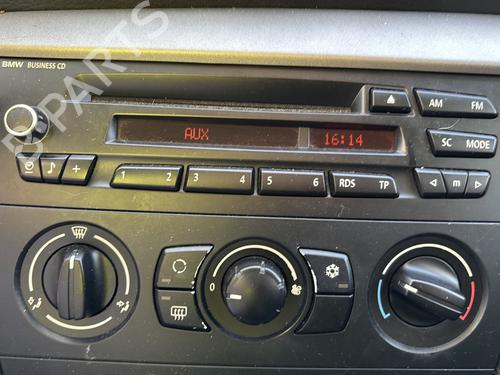 BMW BUSINESS CD
AM FM
AUX 16:14
SC MODE
1 2 3 4 5 6 RDS TP
m
0
B-PARTS